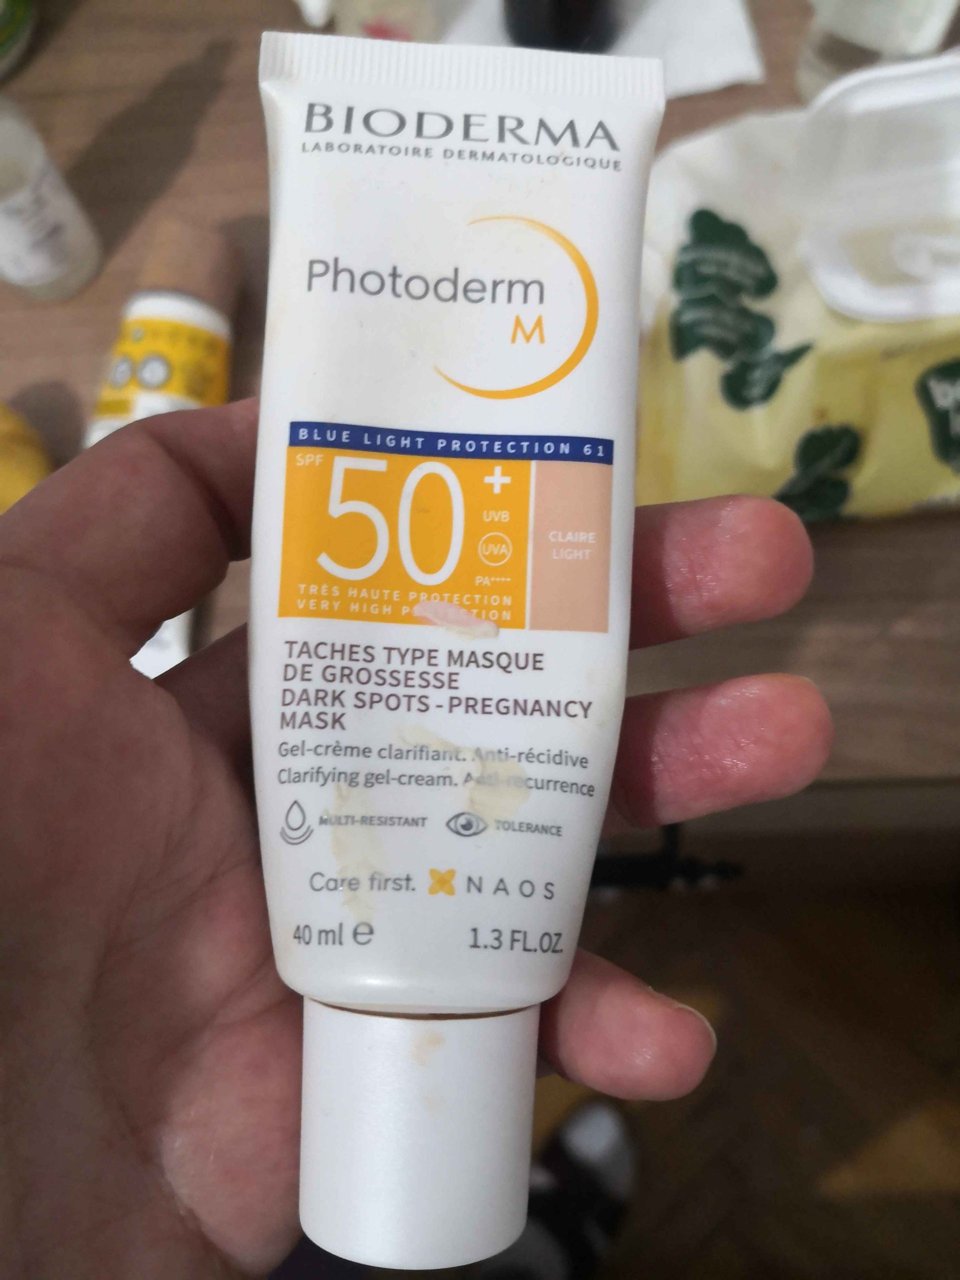 BIODERMA
LABORATOIRE DERMATOLOGIQUE
Photoderm
M
BLUE LIGHT PROTECTION 61
SPF
50+
UVB
UVA
PA****
CLAIRE
LIGHT
TRÈS HAUTE PROTECTION
VERY HIGH PROTECTION
TACHES TYPE MASQUE
DE GROSSESSE
DARK SPOTS - PREGNANCY
MASK
Gel-crème clarifiant. Anti-récidive
Clarifying gel-cream. Anti-recurrence
MULTI-RESISTANT
TOLERANCE
Care first. NAOS
40 ml e 1.3 FL.OZ.